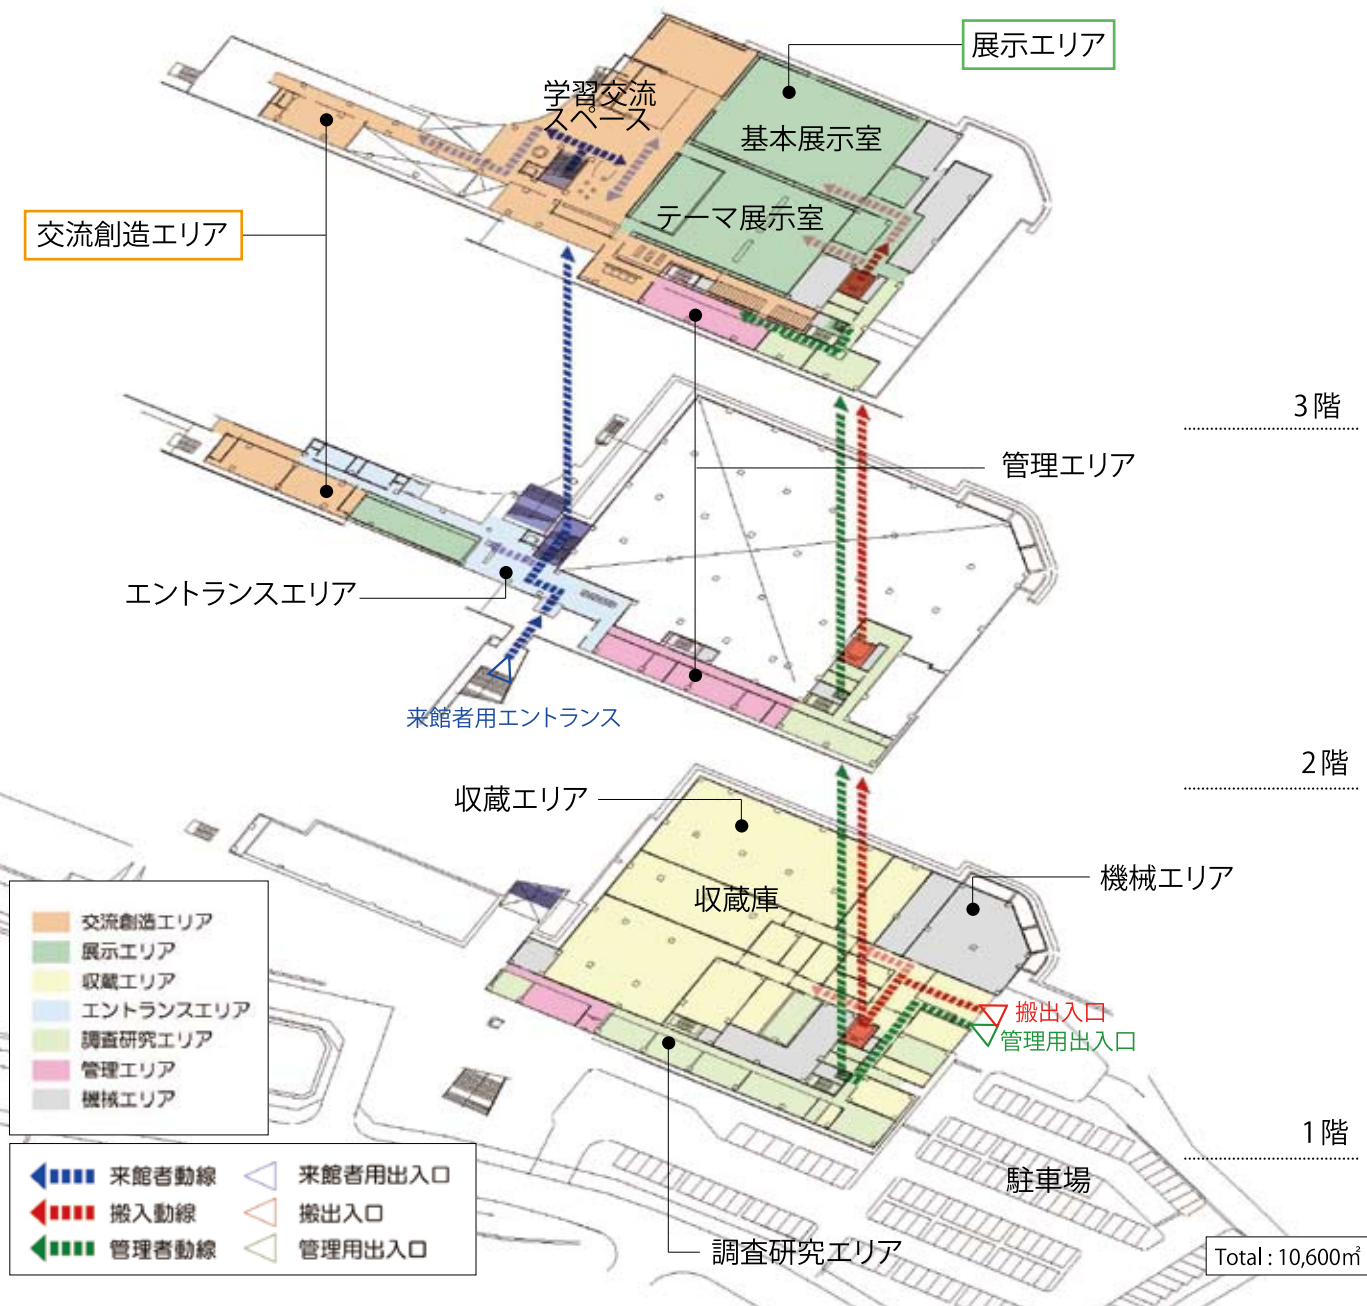 展示エリア
学習交流
スペース
基本展示室
テーマ展示室
交流創造エリア
3階
管理エリア
エントランスエリア
来館者用エントランス
2階
収蔵エリア
機械エリア
収蔵庫
搬出入口
管理用出入口
1階
駐車場
調査研究エリア
Total : 10,600㎡
交流創造エリア
展示エリア
収蔵エリア
エントランスエリア
調査研究エリア
管理エリア
機械エリア
来館者動線 来館者用出入口
搬入動線 搬出入口
管理者動線 管理用出入口